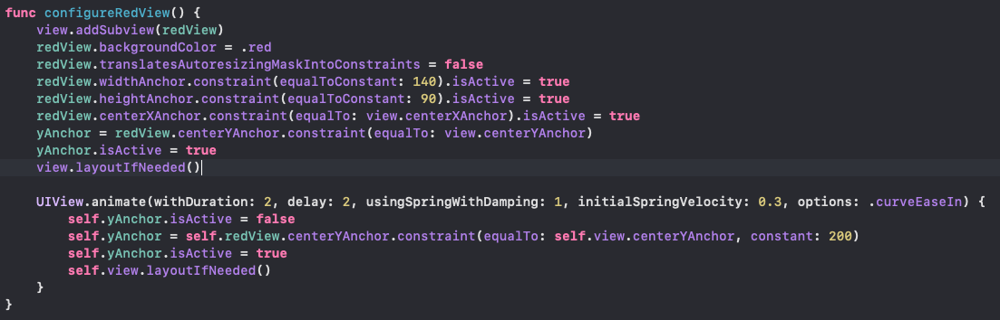 func configureRedView() {
    view.addSubview(redView)
    redView.backgroundColor = .red
    redView.translatesAutoresizingMaskIntoConstraints = false
    redView.widthAnchor.constraint(equalToConstant: 140).isActive = true
    redView.heightAnchor.constraint(equalToConstant: 90).isActive = true
    redView.centerXAnchor.constraint(equalTo: view.centerXAnchor).isActive = true
    yAnchor = redView.centerYAnchor.constraint(equalTo: view.centerYAnchor)
    yAnchor.isActive = true
    view.layoutIfNeeded()

    UIView.animate(withDuration: 2, delay: 2, usingSpringWithDamping: 1, initialSpringVelocity: 0.3, options: .curveEaseIn) {
        self.yAnchor.isActive = false
        self.yAnchor = self.redView.centerYAnchor.constraint(equalTo: self.view.centerYAnchor, constant: 200)
        self.yAnchor.isActive = true
        self.view.layoutIfNeeded()
    }
}